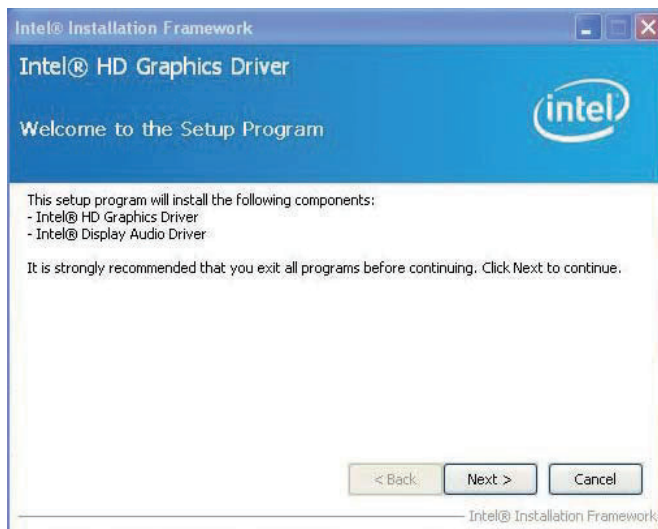 Intel® Installation Framework
Intel® HD Graphics Driver
intel
Welcome to the Setup Program
This setup program will install the following components:
- Intel® HD Graphics Driver
- Intel® Display Audio Driver
It is strongly recommended that you exit all programs before continuing. Click Next to continue.
< Back Next > Cancel
Intel® Installation Framework